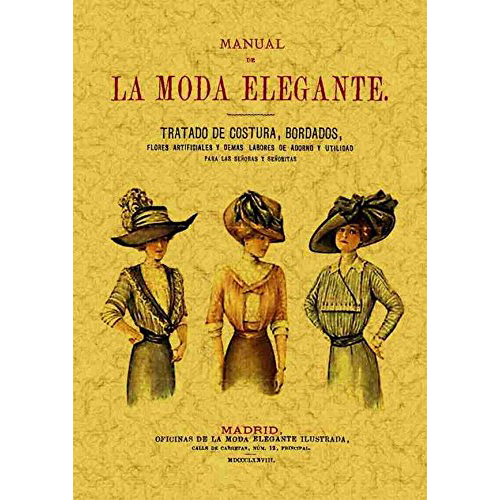 MANUAL
DE
LA MODA ELEGANTE.
TRATADO DE COSTURA, BORDADOS,
FLORES ARTIFICIALES Y DEMAS LABORES DE ADORNO Y UTILIDAD
PARA LAS SEÑORAS Y SEÑORITAS
MADRID,
OFICINAS DE LA MODA ELEGANTE ILUSTRADA,
CALLE DE CARRETAS, NÚM. 12, PRINCIPAL.
MDCCCLXXVIII.